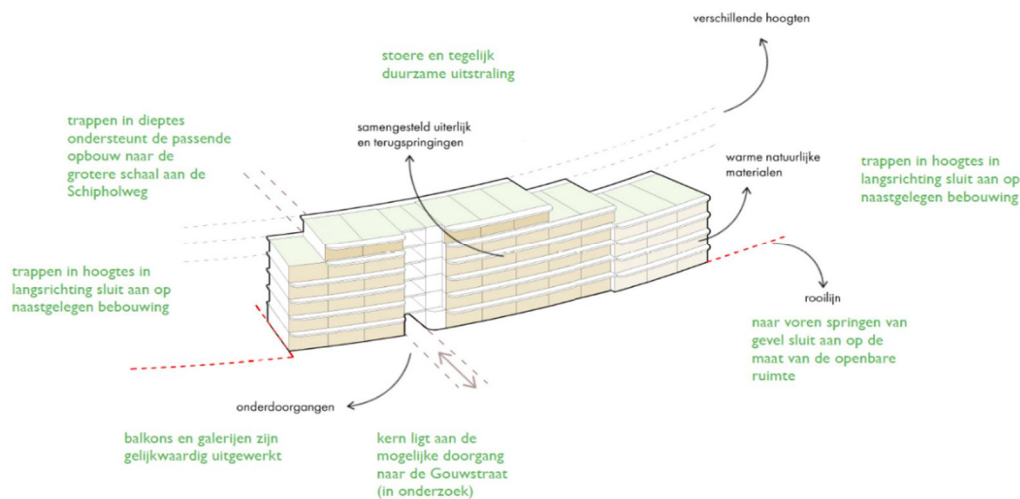 verschillende hoogten
stoere en tegelijk
duurzame uitstraling
trappen in dieptes
ondersteunt de passende
opbouw naar de
grotere schaal aan de
Schipholweg
samengesteld uiterlijk
en terugspringingen
warme natuurlijke
materialen
trappen in hoogtes in
langsrichting sluit aan op
naastgelegen bebouwing
trappen in hoogtes in
langsrichting sluit aan op
naastgelegen bebouwing
rooilijn
naar voren springen van
gevel sluit aan op de
maat van de openbare
ruimte
onderdoorgangen
balkons en galerijen zijn
gelijkwaardig uitgewerkt
kern ligt aan de
mogelijke doorgang
naar de Gouwstraat
(in onderzoek)